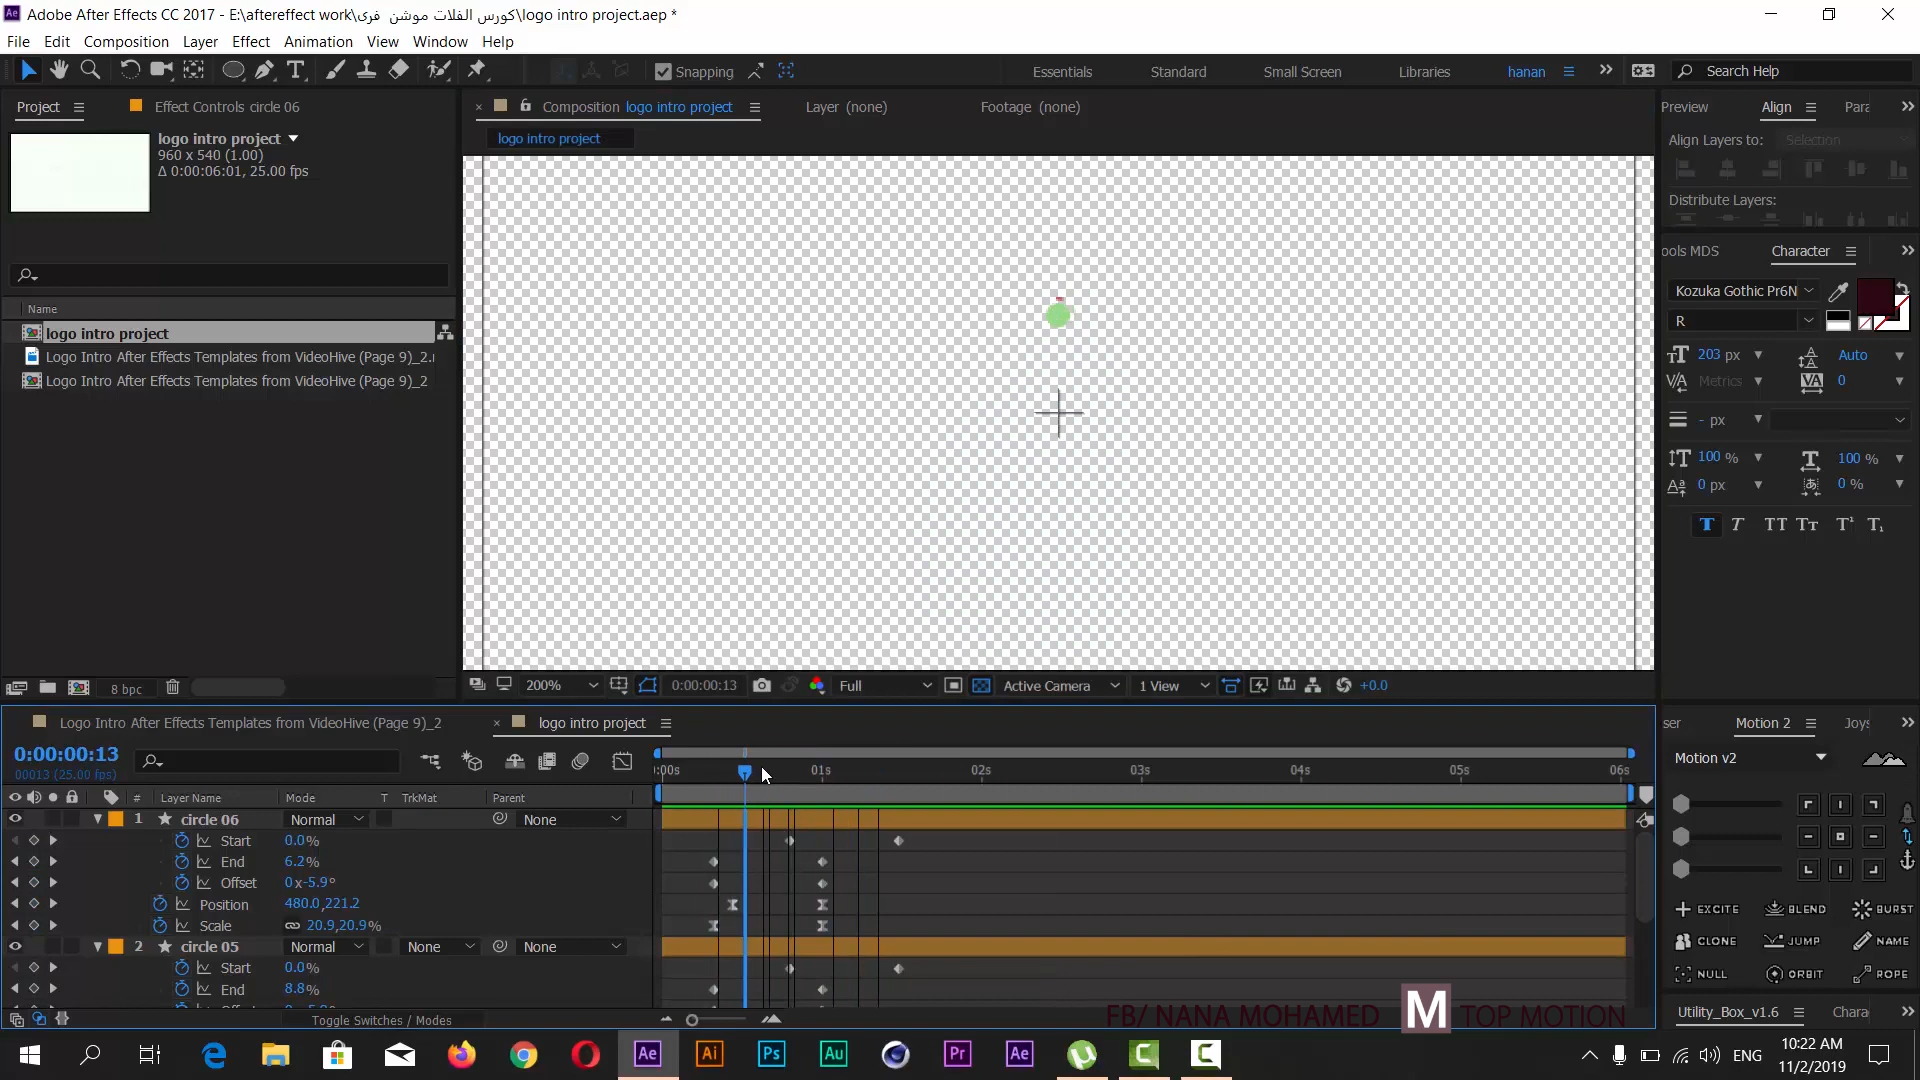 Adobe After Effects CC 2017 - E:\aftereffect work\كورس الفلات موشن فرى\logo intro project.aep *
File Edit Composition Layer Effect Animation View Window Help
Snapping Essentials Standard Small Screen Libraries hanan Search Help
Project Effect Controls circle 06
Composition logo intro project Layer (none) Footage (none)
Preview Align Para
logo intro project
960 x 540 (1.00)
Δ 0:00:06:01, 25.00 fps
logo intro project
Align Layers to: Selection
Distribute Layers:
ools MDS Character
Name
logo intro project
Logo Intro After Effects Templates from VideoHive (Page 9)_2.
Logo Intro After Effects Templates from VideoHive (Page 9)_2
Kozuka Gothic Pr6N
R
203 px Auto
Metrics 0
- px
100 % 100 %
0 px 0 %
T T TT Tt T¹ T₁
8 bpc
200% 0:00:00:13 Full Active Camera 1 View +0.0
Logo Intro After Effects Templates from VideoHive (Page 9)_2 logo intro project
ser Motion 2 Joys
0:00:00:13
00013 (25.00 fps)
:00s 01s 02s 03s 04s 05s 06s
Motion v2
# Layer Name Mode T TrkMat Parent
1 circle 06 Normal None
Start 0.0%
End 6.2%
Offset 0x-5.9°
Position 480.0,221.2
Scale 20.9,20.9%
2 circle 05 Normal None None
Start 0.0%
End 8.8%
EXCITE BLEND BURST
CLONE JUMP NAME
NULL ORBIT ROPE
Toggle Switches / Modes
FB/ NANA MOHAMED M TOP MOTION
Utility_Box_v1.6 Chara
Ae Ai Ps Au Pr Ae
ENG
10:22 AM
11/2/2019